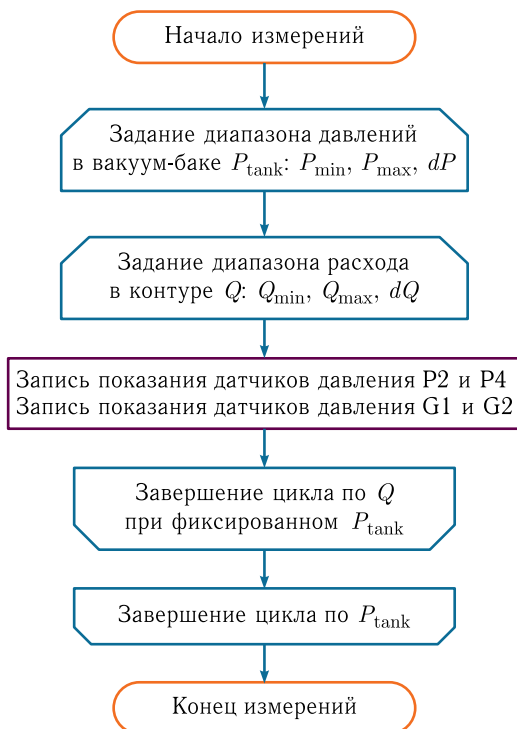 Начало измерений
Задание диапазона давлений
в вакуум-баке P_tank: P_min, P_max, dP
Задание диапазона расхода
в контуре Q: Q_min, Q_max, dQ
Запись показания датчиков давления P2 и P4
Запись показания датчиков давления G1 и G2
Завершение цикла по Q
при фиксированном P_tank
Завершение цикла по P_tank
Конец измерений